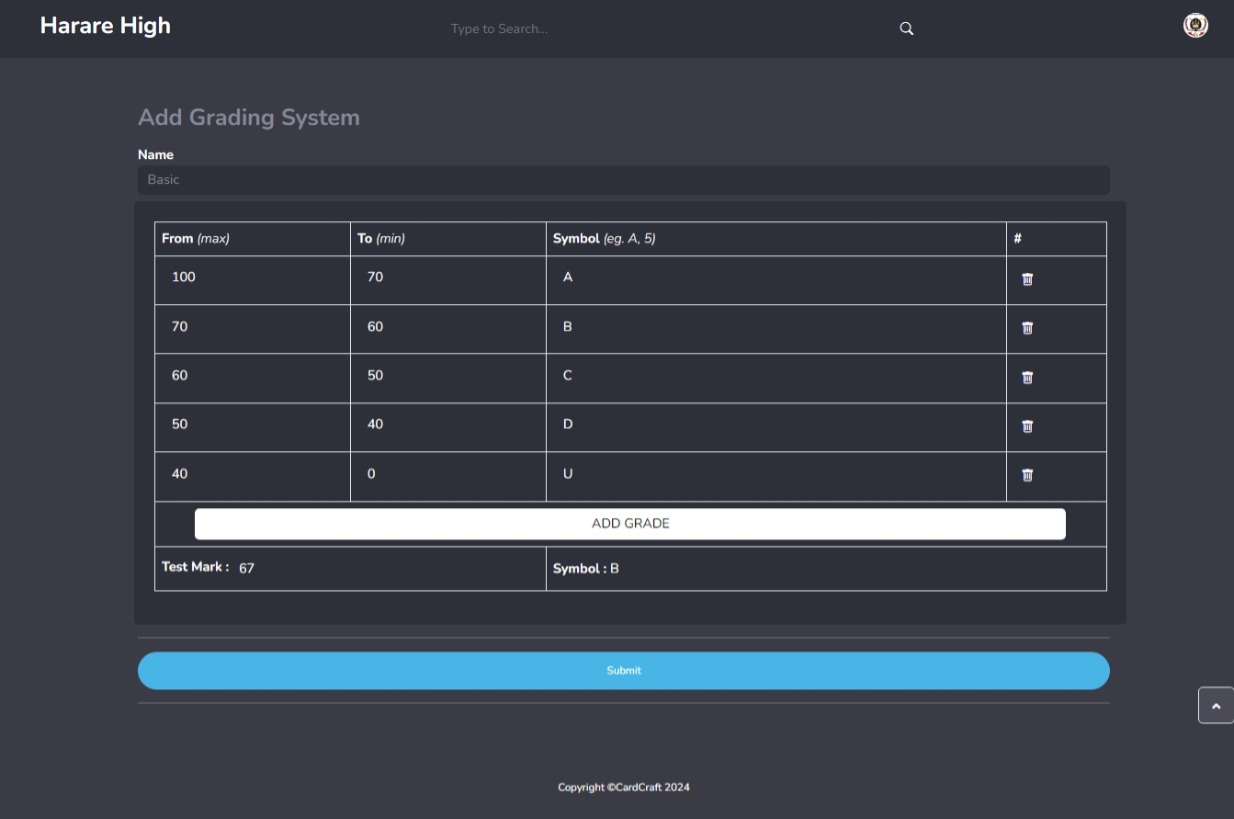 Harare High
Type to Search...
Add Grading System
Name
Basic
From (max) To (min) Symbol (eg. A, 5) #
100 70 A
70 60 B
60 50 C
50 40 D
40 0 U
ADD GRADE
Test Mark : 67 Symbol : B
Submit
Copyright ©CardCraft 2024